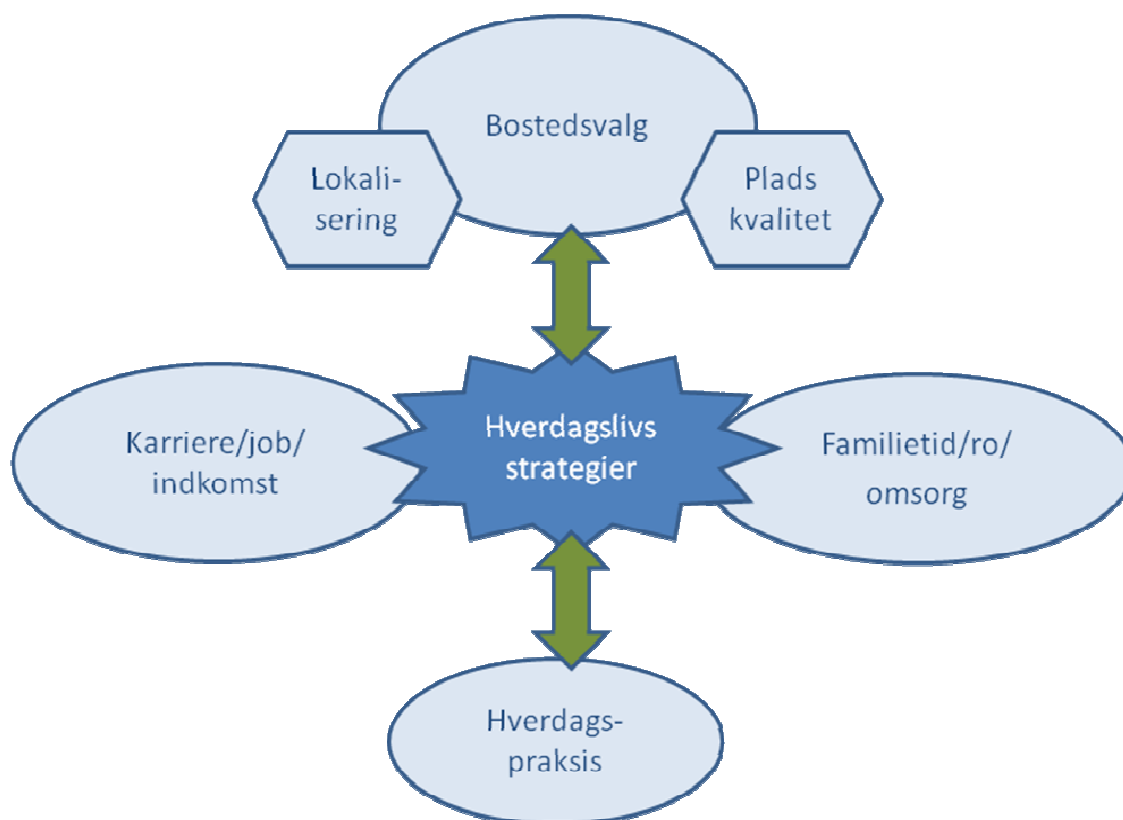 Bostedsvalg
Lokali-
sering
Plads
kvalitet
Hverdagslivs
strategier
Karriere/job/
indkomst
Familietid/ro/
omsorg
Hverdags-
praksis